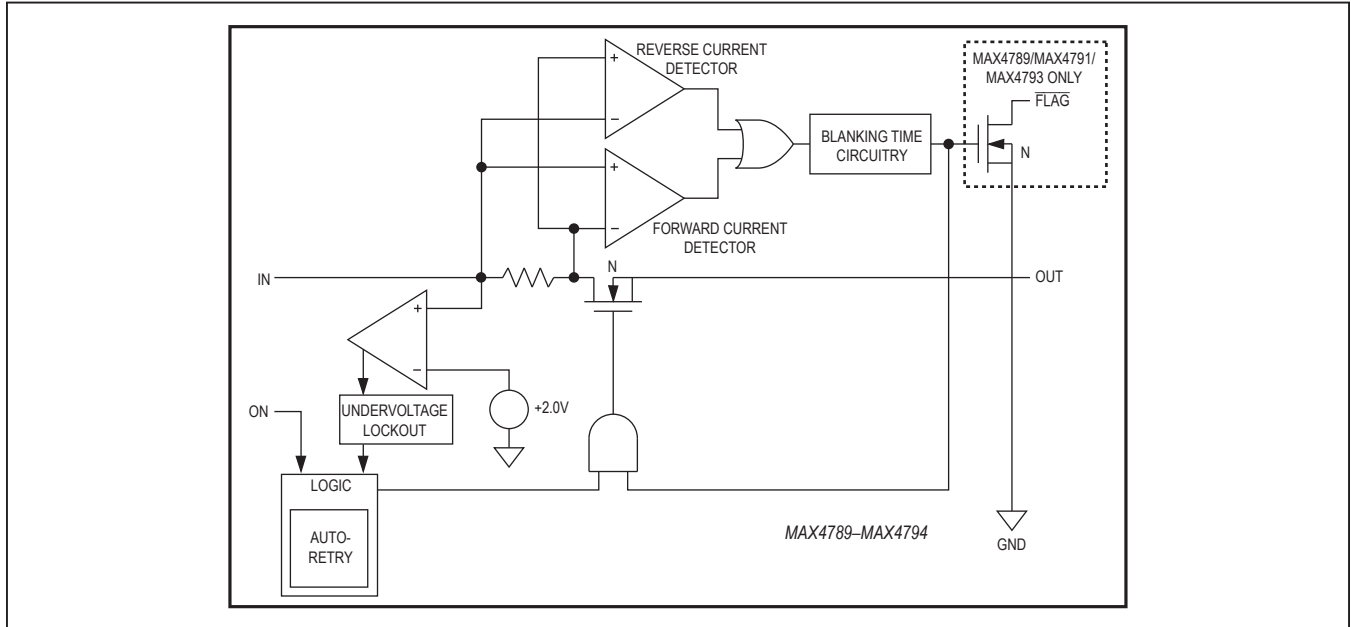 REVERSE CURRENT
DETECTOR
MAX4789/MAX4791/
MAX4793 ONLY
FLAG
+
−
BLANKING TIME
CIRCUITRY
N
+
−
FORWARD CURRENT
DETECTOR
IN
N
OUT
+
−
+2.0V
ON
UNDERVOLTAGE
LOCKOUT
LOGIC
AUTO-
RETRY
MAX4789–MAX4794
GND